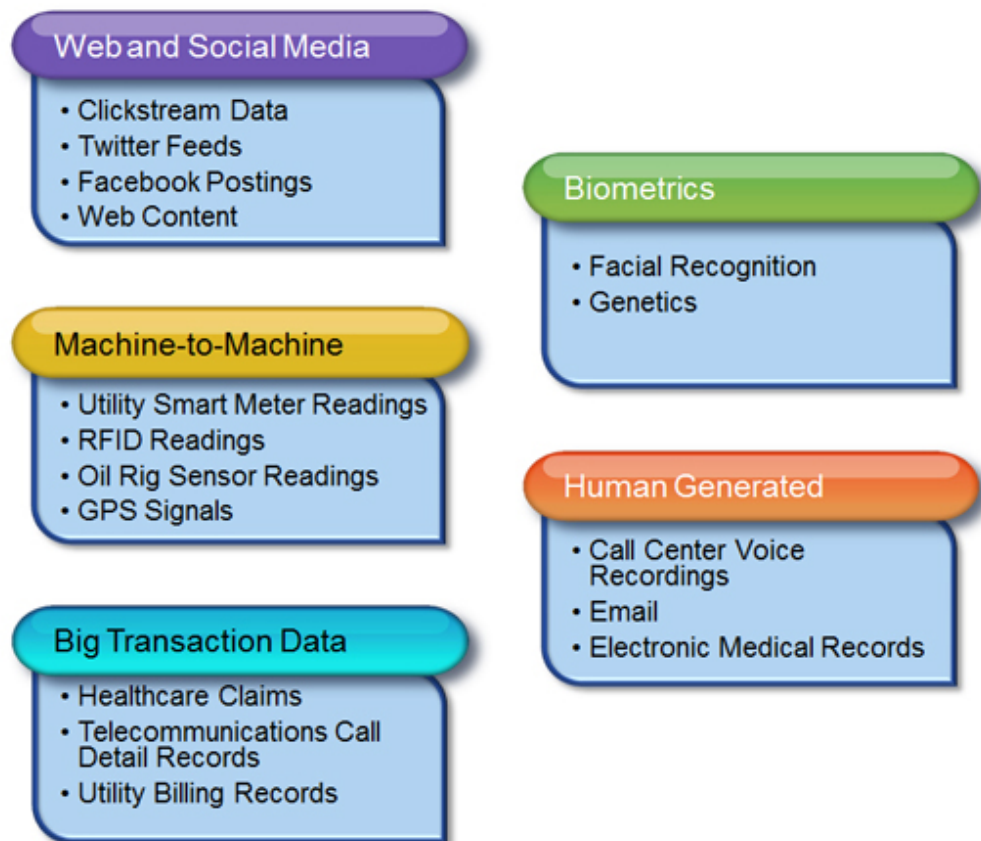 Web and Social Media
• Clickstream Data
• Twitter Feeds
• Facebook Postings
• Web Content
Machine-to-Machine
• Utility Smart Meter Readings
• RFID Readings
• Oil Rig Sensor Readings
• GPS Signals
Big Transaction Data
• Healthcare Claims
• Telecommunications Call
Detail Records
• Utility Billing Records
Biometrics
• Facial Recognition
• Genetics
Human Generated
• Call Center Voice
Recordings
• Email
• Electronic Medical Records